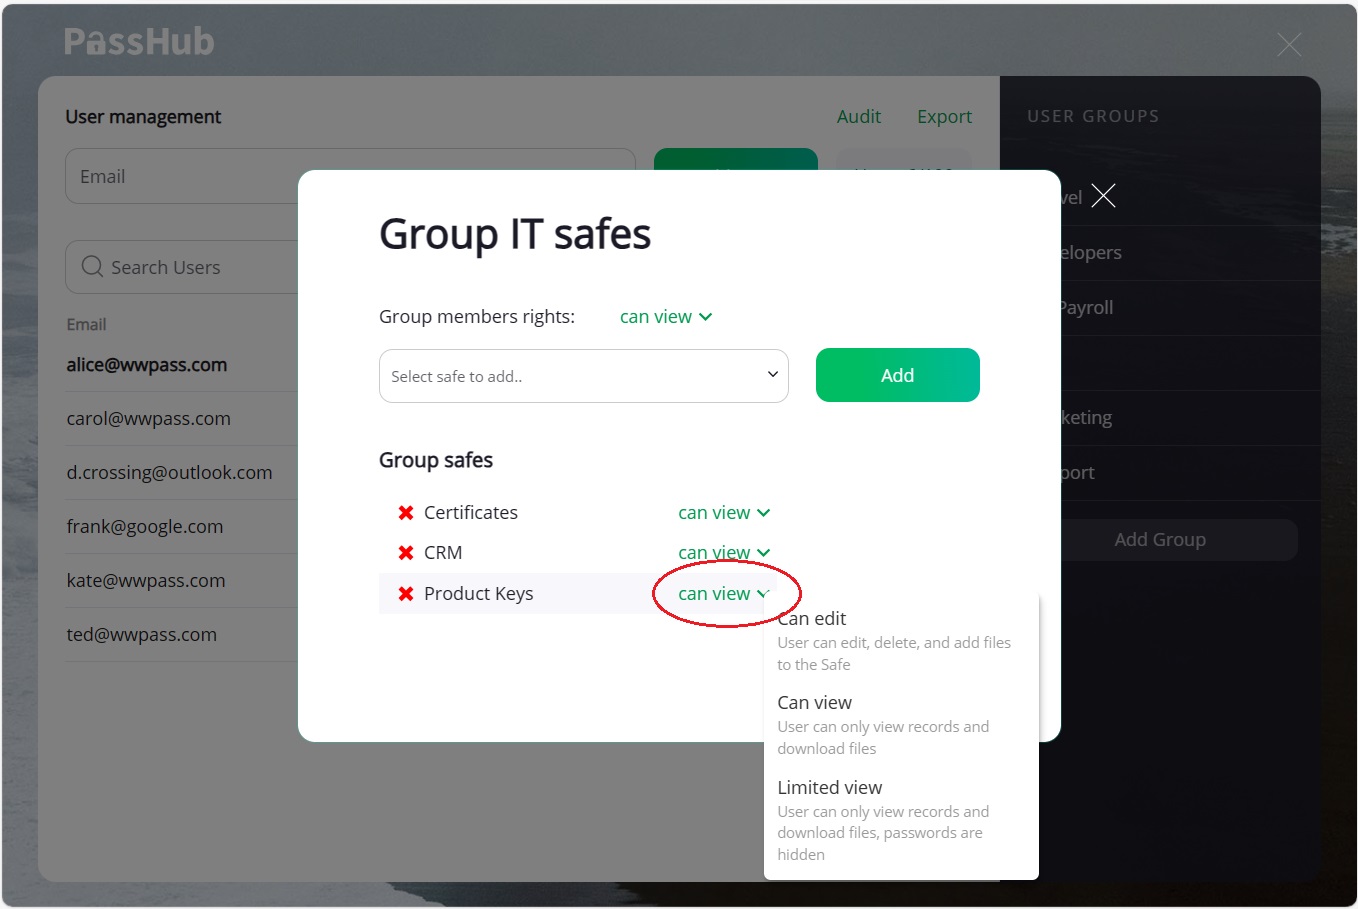 PassHub
User management
Audit
Export
USER GROUPS
Email
Search Users
Email
alice@wwpass.com
carol@wwpass.com
d.crossing@outlook.com
frank@google.com
kate@wwpass.com
ted@wwpass.com
Group IT safes
Group members rights:
can view
Select safe to add..
Add
Group safes
Certificates
can view
CRM
can view
Product Keys
can view
Can edit
User can edit, delete, and add files
to the Safe
Can view
User can only view records and
download files
Limited view
User can only view records and
download files, passwords are
hidden
vel
elopers
Payroll
keting
port
Add Group